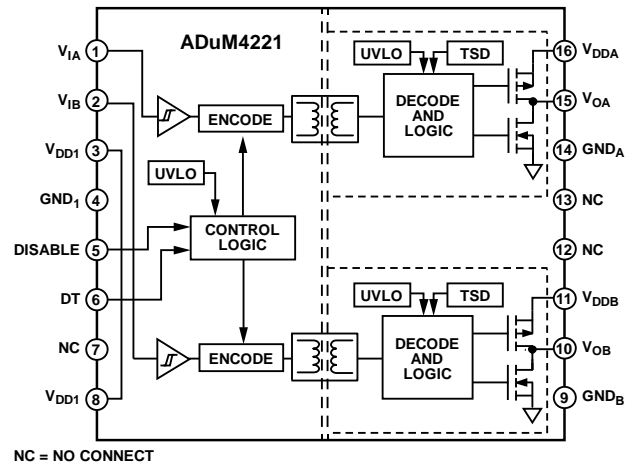 ADuM4221
VIA 1
VIB 2
VDD1 3
GND1 4
DISABLE 5
DT 6
NC 7
VDD1 8
ENCODE
UVLO
CONTROL
LOGIC
ENCODE
UVLO
TSD
DECODE
AND
LOGIC
UVLO
TSD
DECODE
AND
LOGIC
16 VDDA
15 VOA
14 GNDA
13 NC
12 NC
11 VDDB
10 VOB
9 GNDB
NC = NO CONNECT